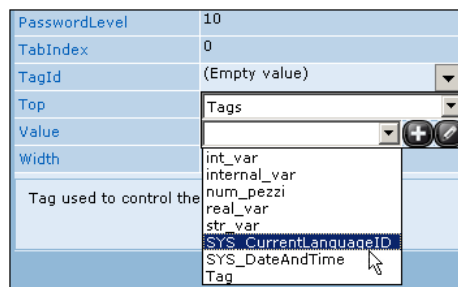 PasswordLevel 10
TabIndex 0
TagId (Empty value)
Top Tags
Value
Width
int_var
internal_var
num_pezzi
Tag used to control the
real_var
str_var
SYS_CurrentLanguageID
SYS_DateAndTime
Tag